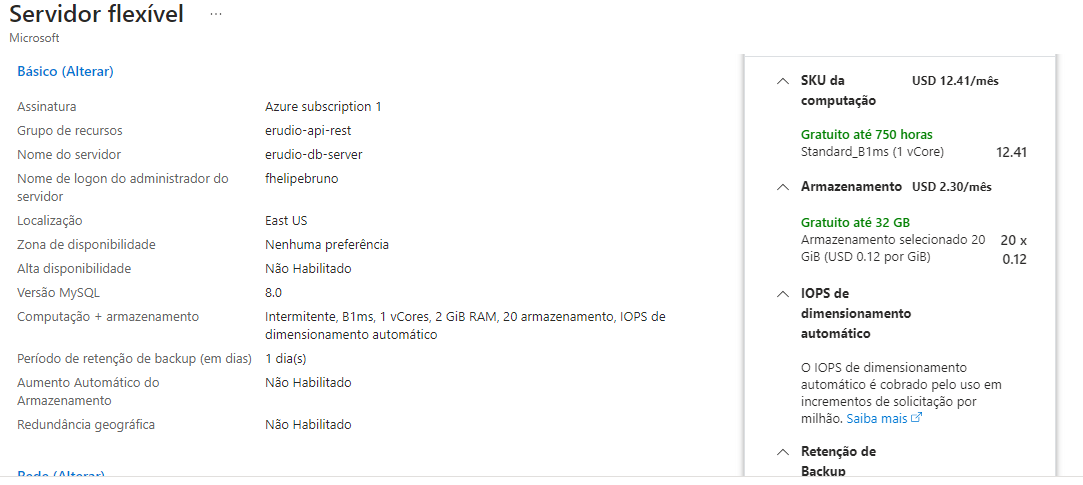 Servidor flexível ...
Microsoft
Básico (Alterar)
Assinatura Azure subscription 1
Grupo de recursos erudio-api-rest
Nome do servidor erudio-db-server
Nome de logon do administrador do fhelipebruno
servidor
Localização East US
Zona de disponibilidade Nenhuma preferência
Alta disponibilidade Não Habilitado
Versão MySQL 8.0
Computação + armazenamento Intermitente, B1ms, 1 vCores, 2 GiB RAM, 20 armazenamento, IOPS de
dimensionamento automático
Período de retenção de backup (em dias) 1 dia(s)
Aumento Automático do Não Habilitado
Armazenamento
Redundância geográfica Não Habilitado
Rede (Alterar)
SKU da USD 12.41/mês
computação
Gratuito até 750 horas
Standard_B1ms (1 vCore) 12.41
Armazenamento USD 2.30/mês
Gratuito até 32 GB
Armazenamento selecionado 20 20 x
GiB (USD 0.12 por GiB) 0.12
IOPS de
dimensionamento
automático
O IOPS de dimensionamento
automático é cobrado pelo uso em
incrementos de solicitação por
milhão. Saiba mais
Retenção de
Backup